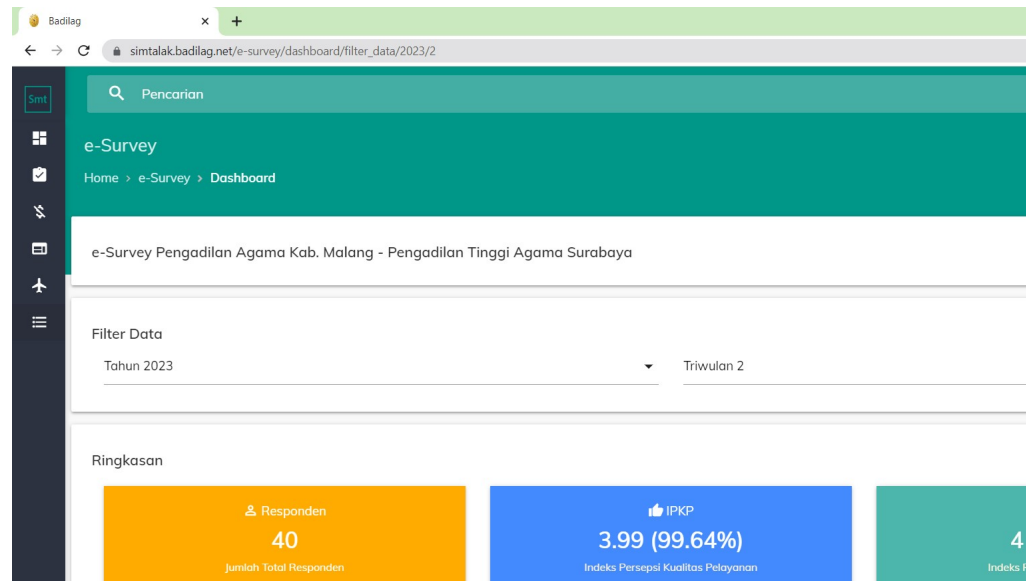 Badilag
simtalak.badilag.net/e-survey/dashboard/filter_data/2023/2
Smt
Pencarian
e-Survey
Home > e-Survey > Dashboard
e-Survey Pengadilan Agama Kab. Malang - Pengadilan Tinggi Agama Surabaya
Filter Data
Tahun 2023
Triwulan 2
Ringkasan
Responden
40
Jumlah Total Responden
IPKP
3.99 (99.64%)
Indeks Persepsi Kualitas Pelayanan
4
Indeks